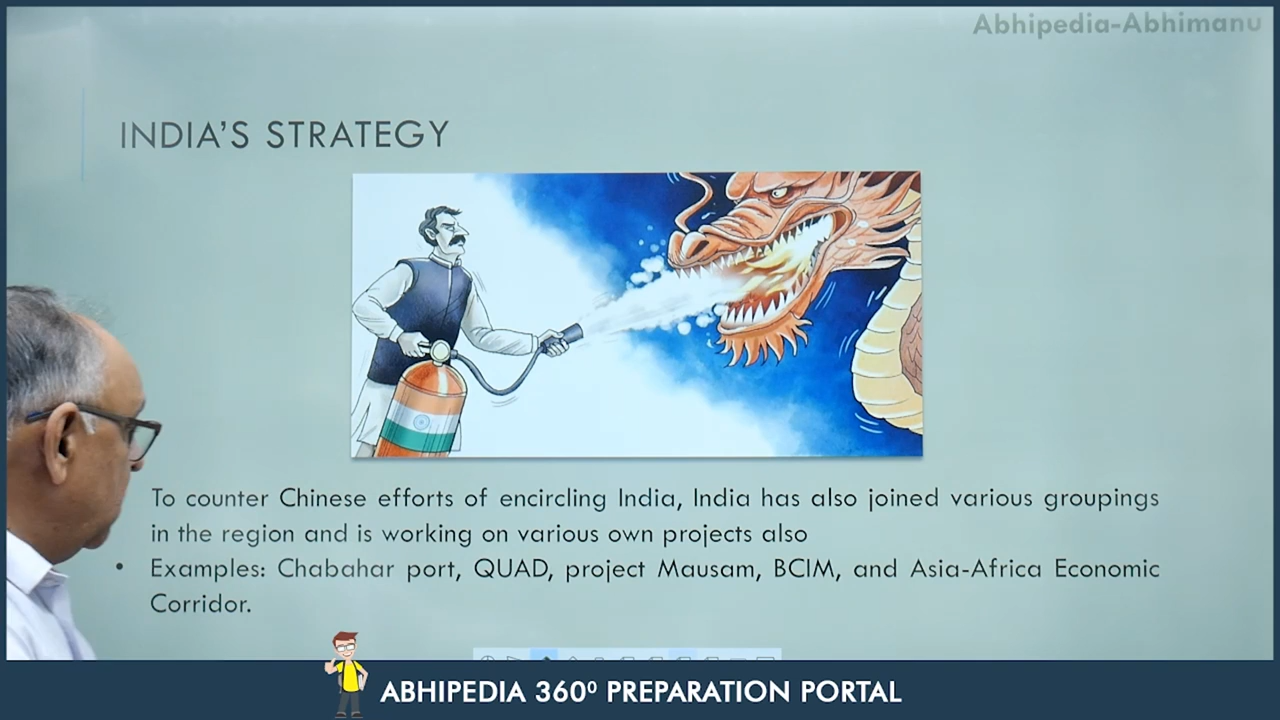 Abhipedia-Abhimanu
INDIA'S STRATEGY
To counter Chinese efforts of encircling India, India has also joined various groupings
in the region and is working on various own projects also
• Examples: Chabahar port, QUAD, project Mausam, BCIM, and Asia-Africa Economic
Corridor.
ABHIPEDIA 360⁰ PREPARATION PORTAL